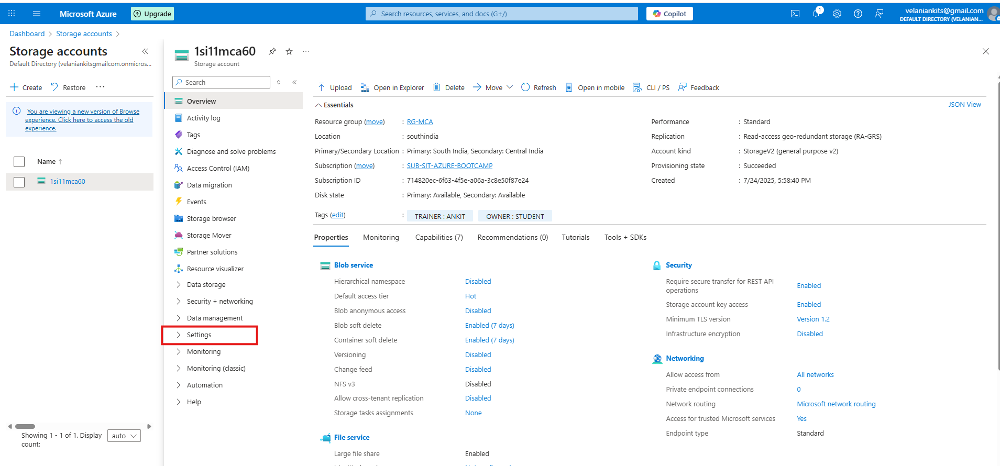 Microsoft Azure
Upgrade
Search resources, services, and docs (G+/)
Copilot
1
velaniankits@gmail.com
DEFAULT DIRECTORY (VELANIAN...
Dashboard > Storage accounts >
Storage accounts
Default Directory (velaniankitsgmailcom.onmicros...
Create
Restore
...
You are viewing a new version of Browse
experience. Click here to access the old
experience.
Name ↑
1si11mca60
Showing 1 - 1 of 1. Display
count:
auto
1si11mca60
...
Storage account
Search
Overview
Activity log
Tags
Diagnose and solve problems
Access Control (IAM)
Data migration
Events
Storage browser
Storage Mover
Partner solutions
Resource visualizer
Data storage
Security + networking
Data management
Settings
Monitoring
Monitoring (classic)
Automation
Help
Upload
Open in Explorer
Delete
Move
Refresh
Open in mobile
CLI / PS
Feedback
Essentials
JSON View
Resource group (move) : RG-MCA
Location : southindia
Primary/Secondary Location : Primary: South India, Secondary: Central India
Subscription (move) : SUB-SIT-AZURE-BOOTCAMP
Subscription ID : 714820ec-6f63-4f5e-a06a-3c8e50f87e24
Disk state : Primary: Available, Secondary: Available
Tags (edit) : TRAINER : ANKIT OWNER : STUDENT
Performance : Standard
Replication : Read-access geo-redundant storage (RA-GRS)
Account kind : StorageV2 (general purpose v2)
Provisioning state : Succeeded
Created : 7/24/2025, 5:58:40 PM
Properties
Monitoring
Capabilities (7)
Recommendations (0)
Tutorials
Tools + SDKs
Blob service
Hierarchical namespace Disabled
Default access tier Hot
Blob anonymous access Disabled
Blob soft delete Enabled (7 days)
Container soft delete Enabled (7 days)
Versioning Disabled
Change feed Disabled
NFS v3 Disabled
Allow cross-tenant replication Disabled
Storage tasks assignments None
File service
Large file share Enabled
Security
Require secure transfer for REST API
operations Enabled
Storage account key access Enabled
Minimum TLS version Version 1.2
Infrastructure encryption Disabled
Networking
Allow access from All networks
Private endpoint connections 0
Network routing Microsoft network routing
Access for trusted Microsoft services Yes
Endpoint type Standard